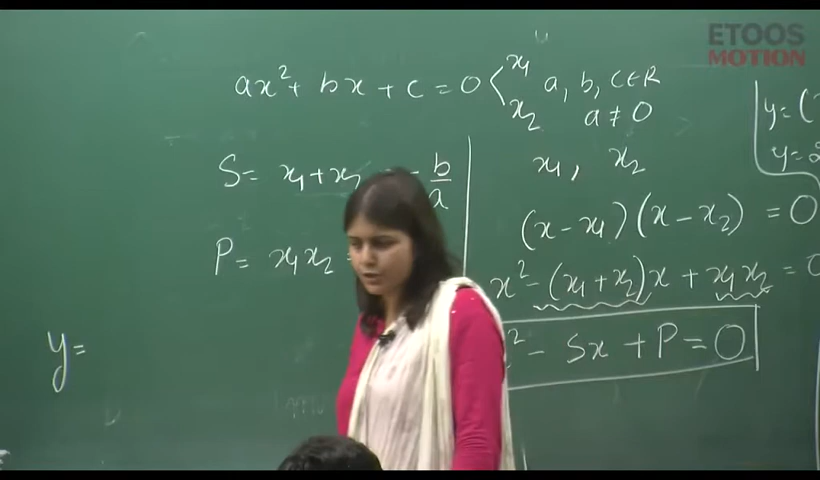 ETOOS
MOTION
ax² + bx + c = 0 < x₁ a, b, c ∈ R
x₂ a ≠ 0
y = (
y =
S = x₁ + x₂ - b/a
x₁, x₂
(x - x₁)(x - x₂) = 0
P = x₁x₂
x² - (x₁ + x₂)x + x₁x₂ = 0
² - Sx + P = 0
y =